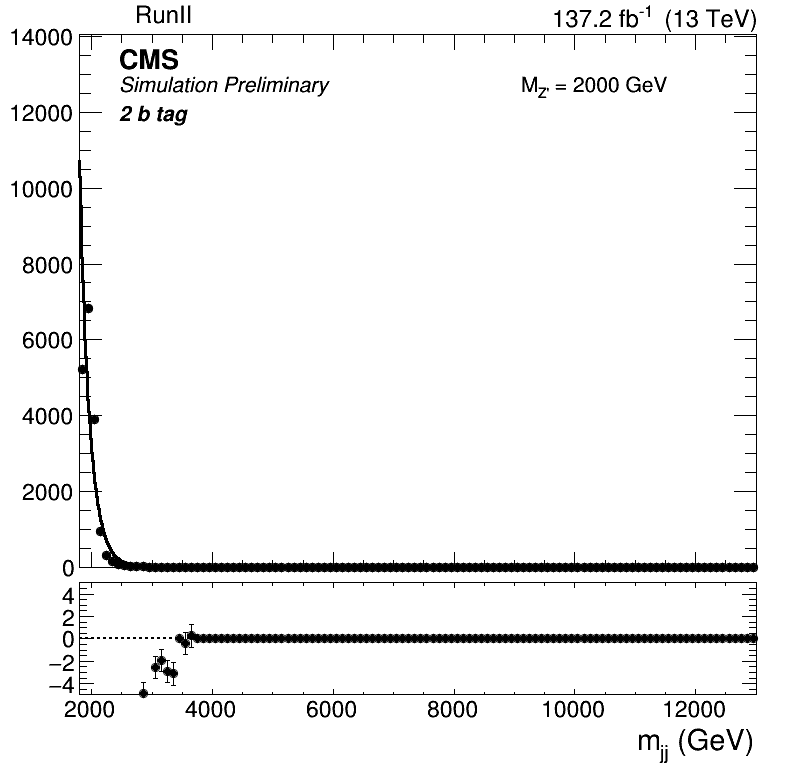 RunII 137.2 fb⁻¹ (13 TeV)
14000
CMS
Simulation Preliminary
M_Z' = 2000 GeV
2 b tag
12000
10000
8000
6000
4000
2000
0
4
2
0
−2
−4
2000 4000 6000 8000 10000 12000
m_jj (GeV)